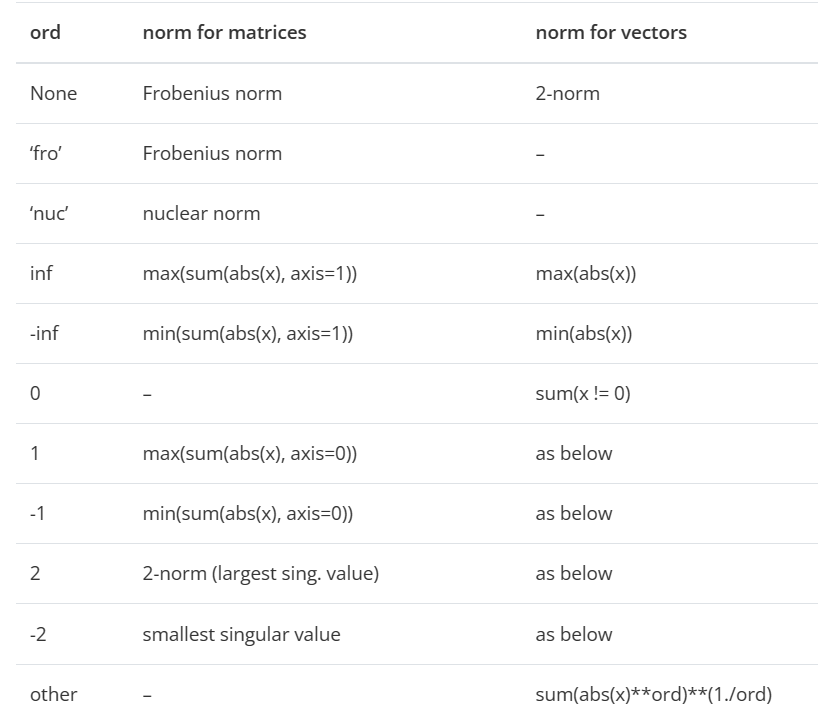 ord norm for matrices norm for vectors
None Frobenius norm 2-norm
‘fro’ Frobenius norm –
‘nuc’ nuclear norm –
inf max(sum(abs(x), axis=1)) max(abs(x))
-inf min(sum(abs(x), axis=1)) min(abs(x))
0 – sum(x != 0)
1 max(sum(abs(x), axis=0)) as below
-1 min(sum(abs(x), axis=0)) as below
2 2-norm (largest sing. value) as below
-2 smallest singular value as below
other – sum(abs(x)**ord)**(1./ord)